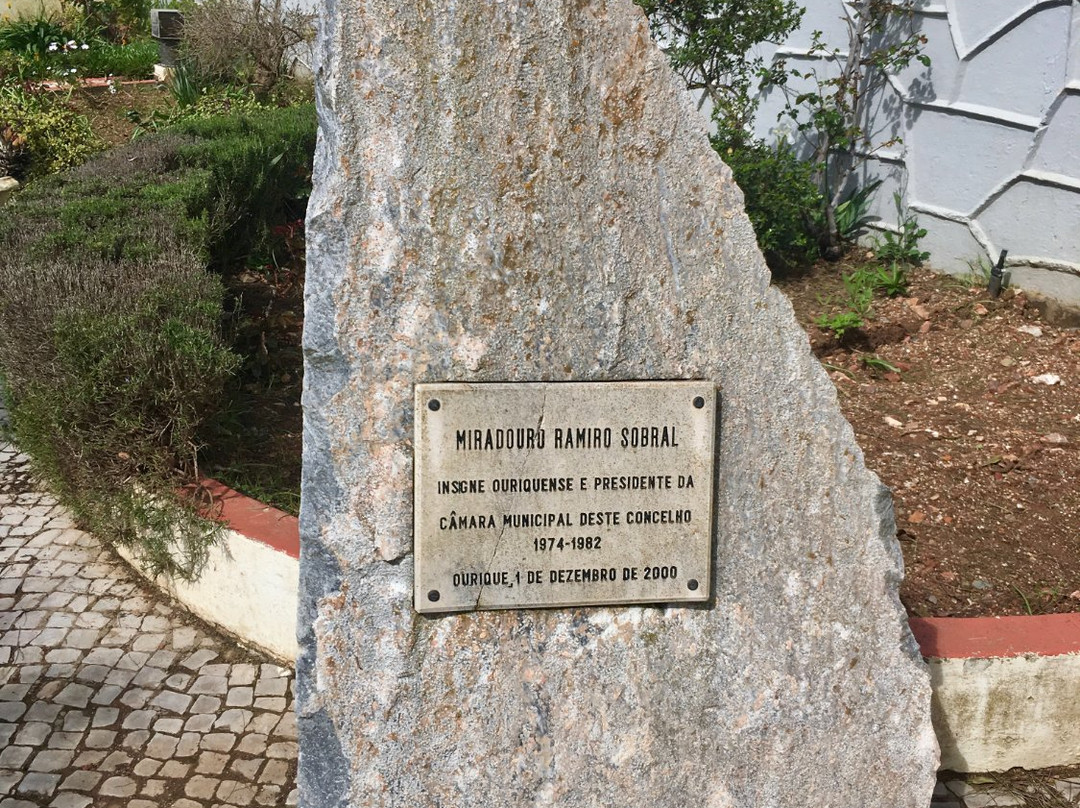 MIRADOURO RAMIRO SOBRAL
INSIGNE OURIQUENSE E PRESIDENTE DA
CÂMARA MUNICIPAL DESTE CONCELHO
1974-1982
OURIQUE, 1 DE DEZEMBRO DE 2000